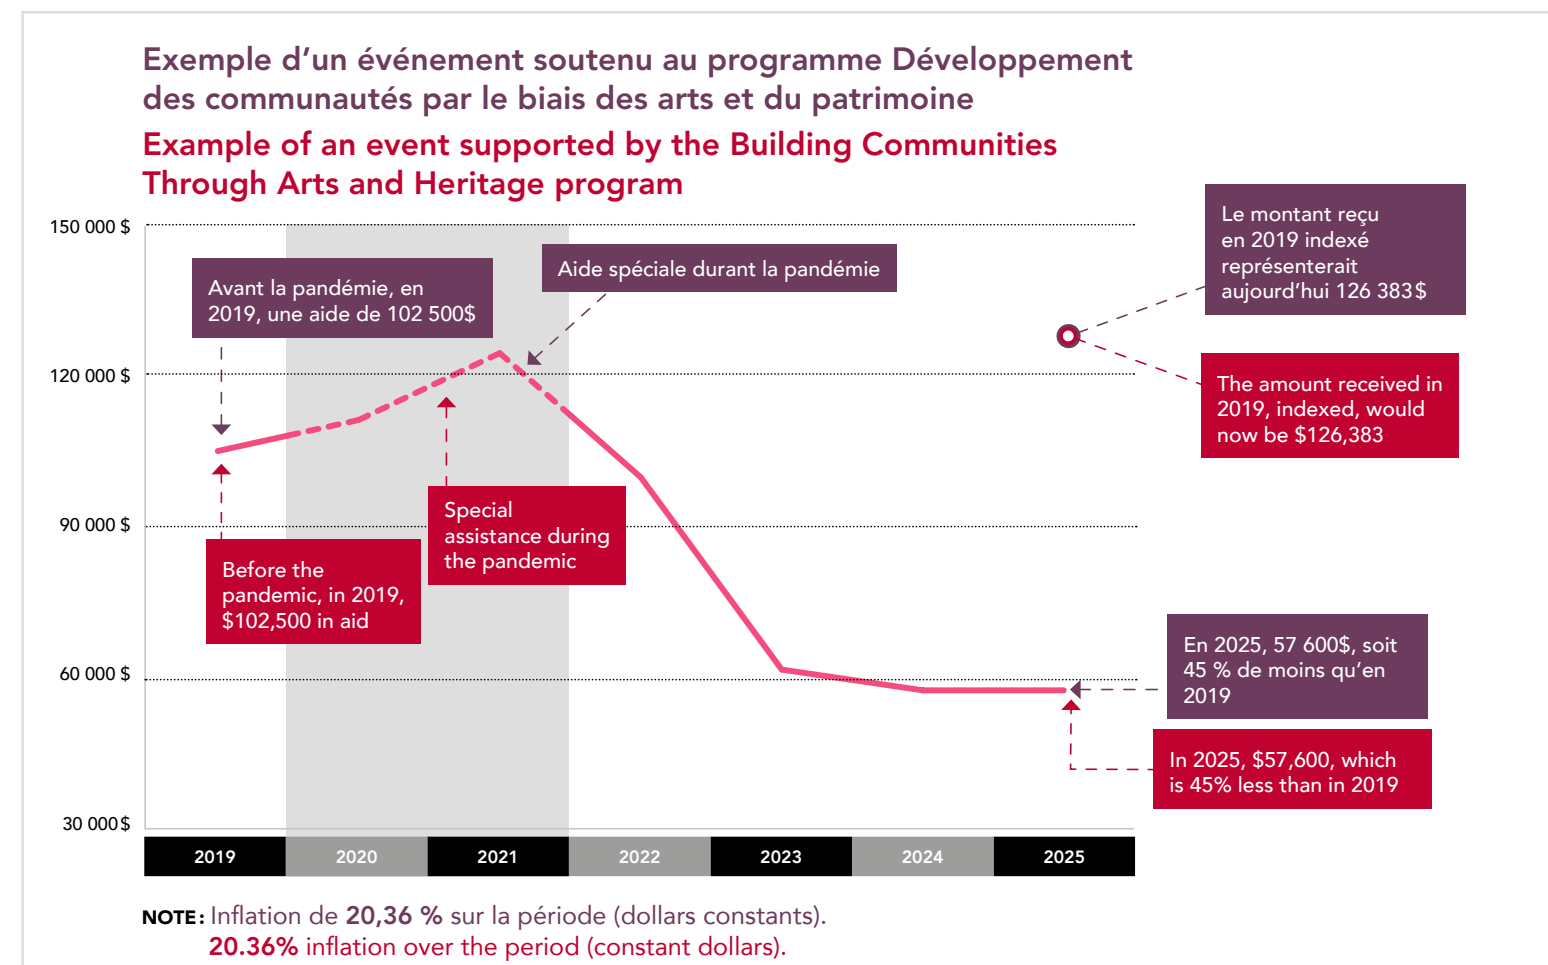 Exemple d'un événement soutenu au programme Développement
des communautés par le biais des arts et du patrimoine
Example of an event supported by the Building Communities
Through Arts and Heritage program
150 000 $
120 000 $
90 000 $
60 000 $
30 000$
Avant la pandémie, en
2019, une aide de 102 500$
Aide spéciale durant la pandémie
Le montant reçu
en 2019 indexé
représenterait
aujourd'hui 126 383$
The amount received in
2019, indexed, would
now be $126,383
Special
assistance during
the pandemic
Before the
pandemic, in 2019,
$102,500 in aid
En 2025, 57 600$, soit
45 % de moins qu'en
2019
In 2025, $57,600, which
is 45% less than in 2019
2019 2020 2021 2022 2023 2024 2025
NOTE : Inflation de 20,36 % sur la période (dollars constants).
20.36% inflation over the period (constant dollars).